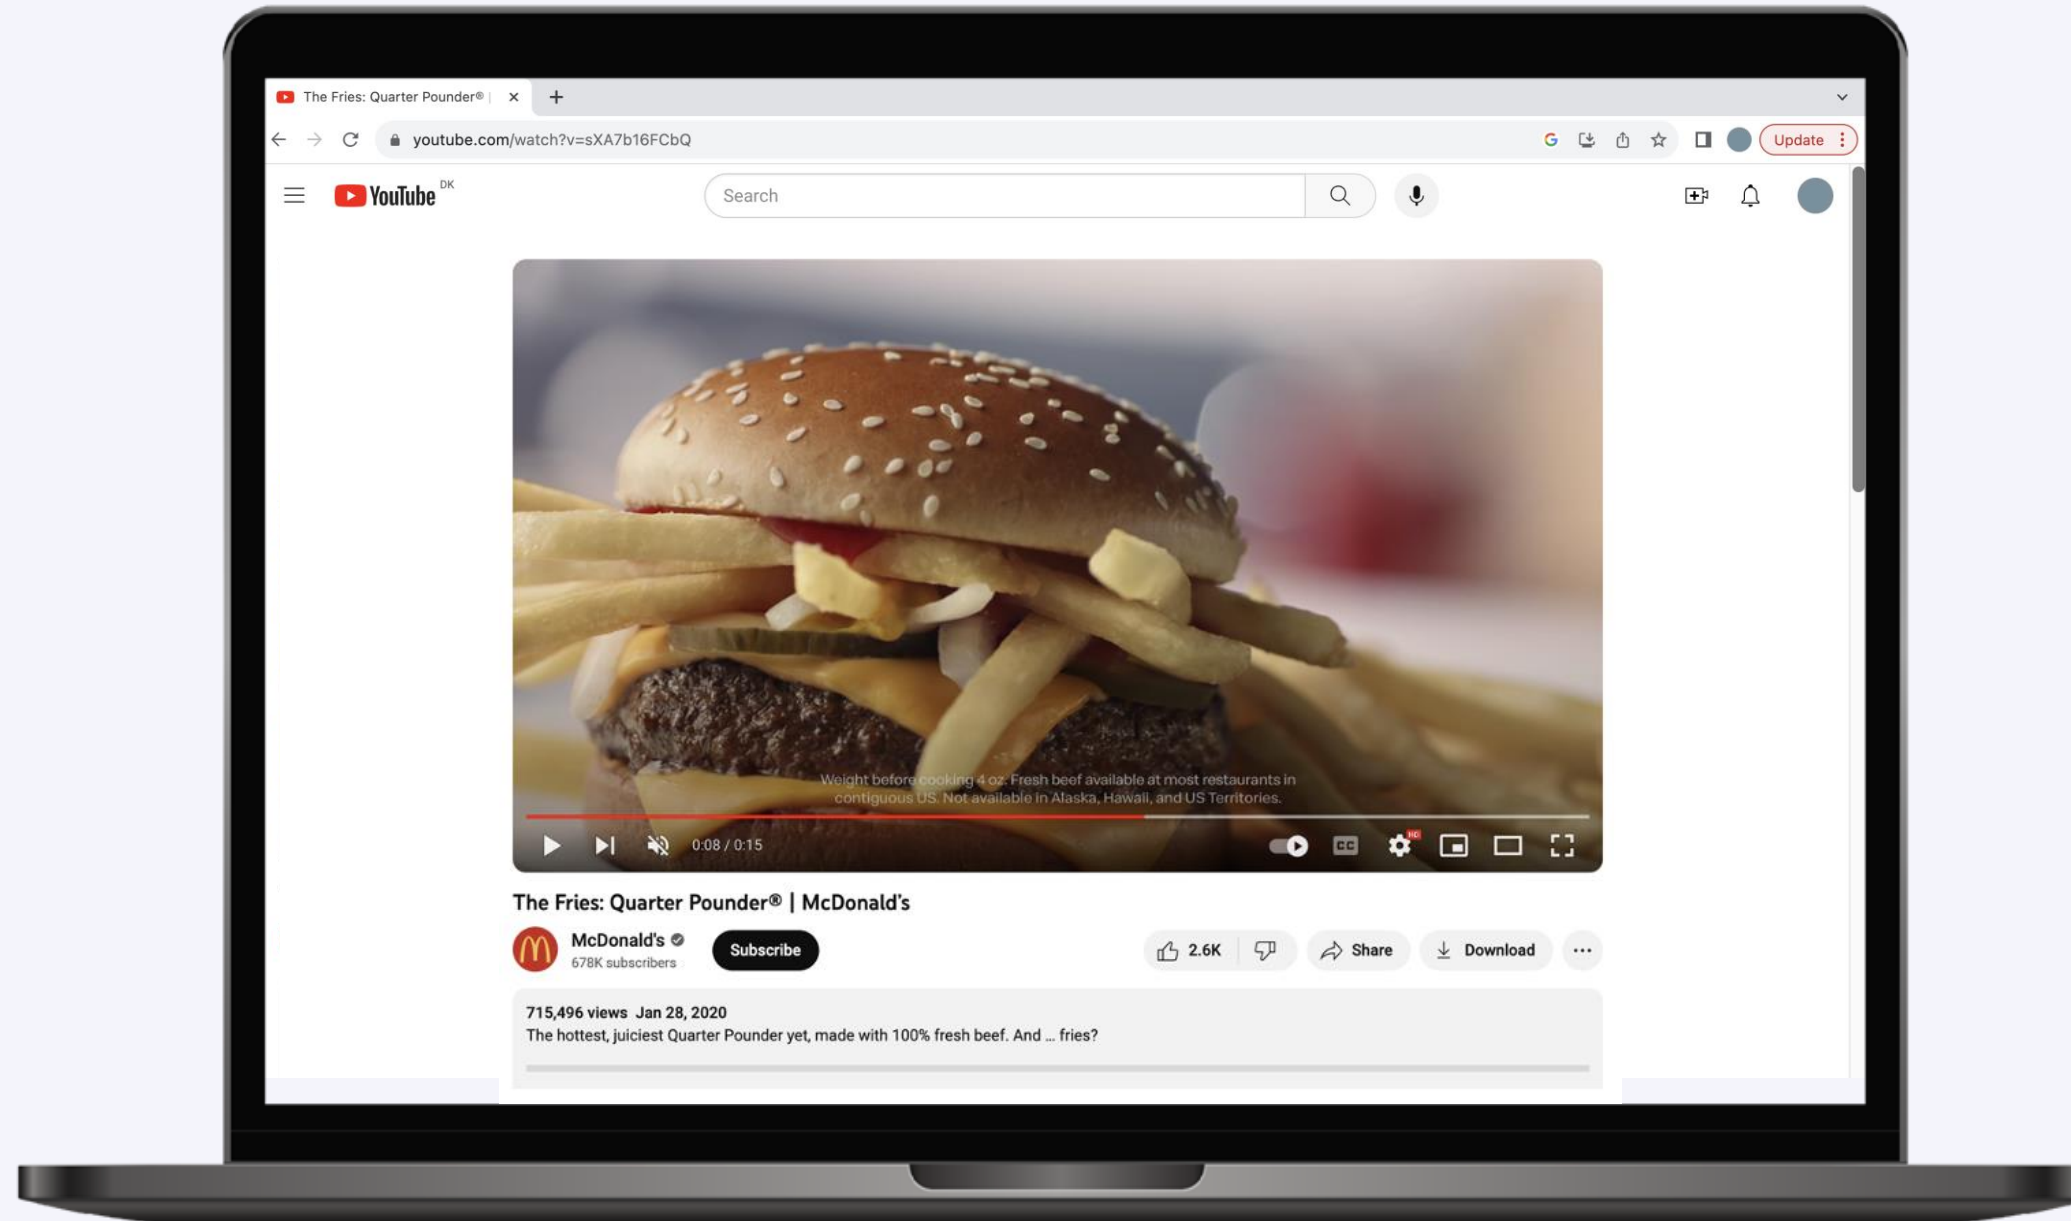 The Fries: Quarter Pounder® |
youtube.com/watch?v=sXA7b16FCbQ
Update
YouTube DK
Search
Weight before cooking 4 oz. Fresh beef available at most restaurants in
contiguous US. Not available in Alaska, Hawaii, and US Territories.
0:08 / 0:15
CC
HD
The Fries: Quarter Pounder® | McDonald's
McDonald's
678K subscribers
Subscribe
2.6K
Share
Download
715,496 views Jan 28, 2020
The hottest, juiciest Quarter Pounder yet, made with 100% fresh beef. And ... fries?